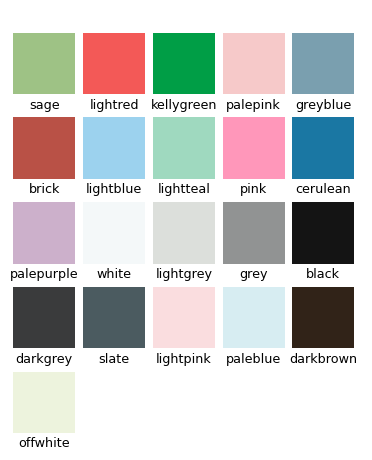 sage lightred kellygreen palepink greyblue
brick lightblue lightteal pink cerulean
palepurple white lightgrey grey black
darkgrey slate lightpink paleblue darkbrown
offwhite